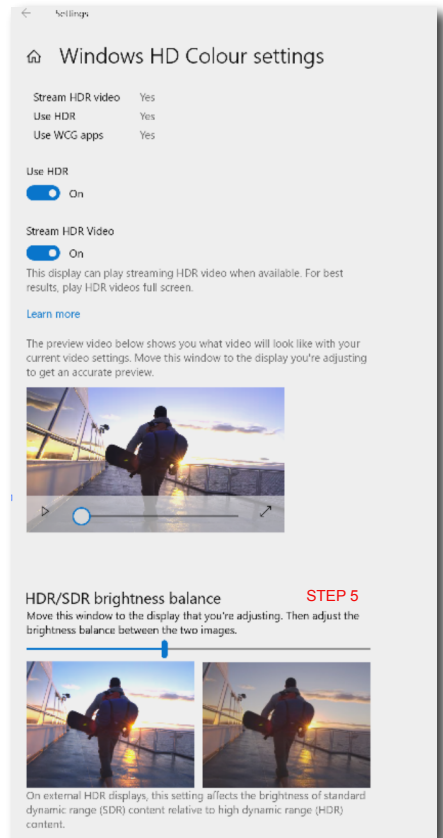 Settings
Windows HD Colour settings
Stream HDR video Yes
Use HDR Yes
Use WCG apps Yes
Use HDR
On
Stream HDR Video
On
This display can play streaming HDR video when available. For best
results, play HDR videos full screen.
Learn more
The preview video below shows you what video will look like with your
current video settings. Move this window to the display you're adjusting
to get an accurate preview.
HDR/SDR brightness balance STEP 5
Move this window to the display that you're adjusting. Then adjust the
brightness balance between the two images.
On external HDR displays, this setting affects the brightness of standard
dynamic range (SDR) content relative to high dynamic range (HDR)
content.